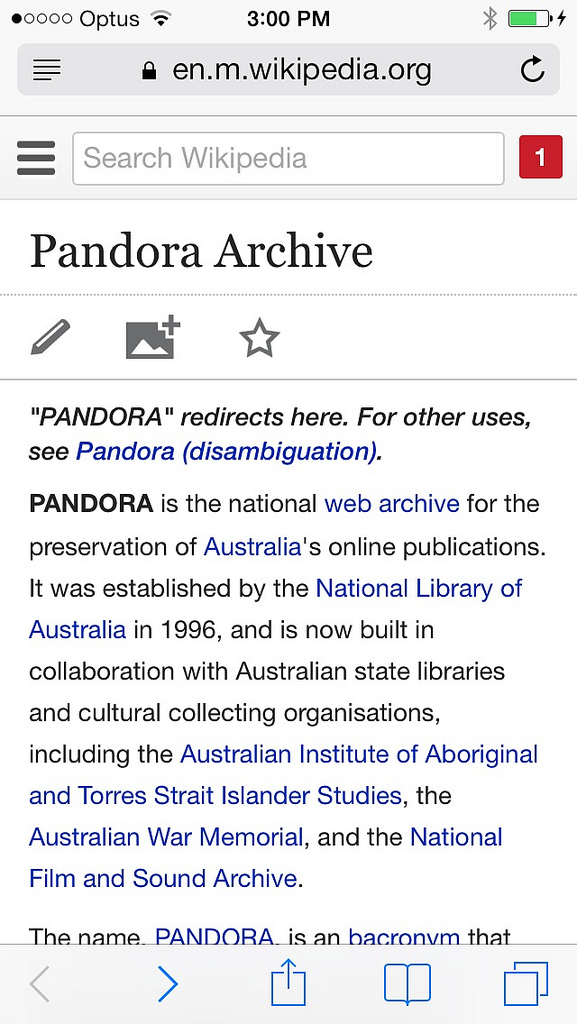 Optus 3:00 PM
en.m.wikipedia.org
Search Wikipedia 1
Pandora Archive
"PANDORA" redirects here. For other uses,
see Pandora (disambiguation).
PANDORA is the national web archive for the
preservation of Australia's online publications.
It was established by the National Library of
Australia in 1996, and is now built in
collaboration with Australian state libraries
and cultural collecting organisations,
including the Australian Institute of Aboriginal
and Torres Strait Islander Studies, the
Australian War Memorial, and the National
Film and Sound Archive.
The name, PANDORA, is an bacronym that